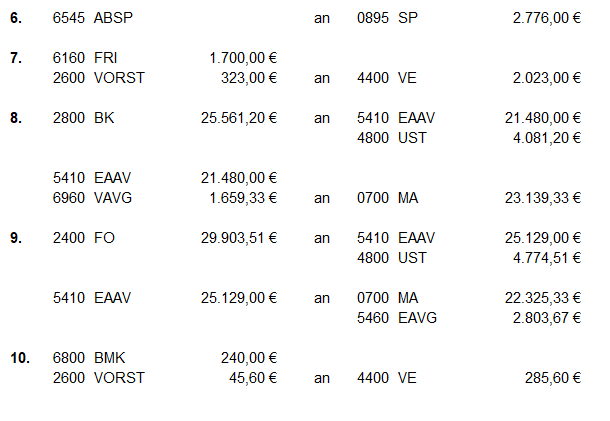 6. 6545 ABSP an 0895 SP 2.776,00 €
7. 6160 FRI 1.700,00 €
2600 VORST 323,00 € an 4400 VE 2.023,00 €
8. 2800 BK 25.561,20 € an 5410 EAAV 21.480,00 €
4800 UST 4.081,20 €
5410 EAAV 21.480,00 €
6960 VAVG 1.659,33 € an 0700 MA 23.139,33 €
9. 2400 FO 29.903,51 € an 5410 EAAV 25.129,00 €
4800 UST 4.774,51 €
5410 EAAV 25.129,00 € an 0700 MA 22.325,33 €
5460 EAVG 2.803,67 €
10. 6800 BMK 240,00 €
2600 VORST 45,60 € an 4400 VE 285,60 €